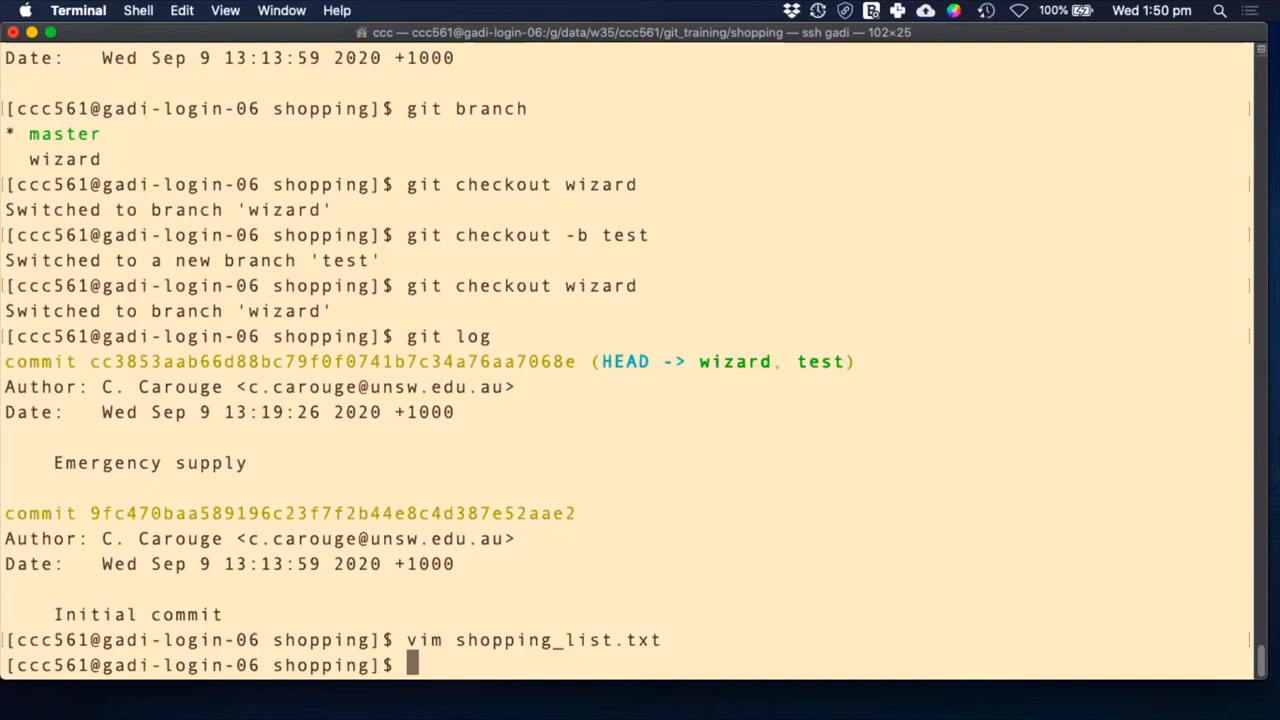 Terminal Shell Edit View Window Help 100% Wed 1:50 pm
ccc — ccc561@gadi-login-06:/g/data/w35/ccc561/git_training/shopping — ssh gadi — 102×25
Date:   Wed Sep 9 13:13:59 2020 +1000
[ccc561@gadi-login-06 shopping]$ git branch
* master
  wizard
[ccc561@gadi-login-06 shopping]$ git checkout wizard
Switched to branch 'wizard'
[ccc561@gadi-login-06 shopping]$ git checkout -b test
Switched to a new branch 'test'
[ccc561@gadi-login-06 shopping]$ git checkout wizard
Switched to branch 'wizard'
[ccc561@gadi-login-06 shopping]$ git log
commit cc3853aab66d88bc79f0f0741b7c34a76aa7068e (HEAD -> wizard, test)
Author: C. Carouge <c.carouge@unsw.edu.au>
Date:   Wed Sep 9 13:19:26 2020 +1000
    Emergency supply
commit 9fc470baa589196c23f7f2b44e8c4d387e52aae2
Author: C. Carouge <c.carouge@unsw.edu.au>
Date:   Wed Sep 9 13:13:59 2020 +1000
    Initial commit
[ccc561@gadi-login-06 shopping]$ vim shopping_list.txt
[ccc561@gadi-login-06 shopping]$